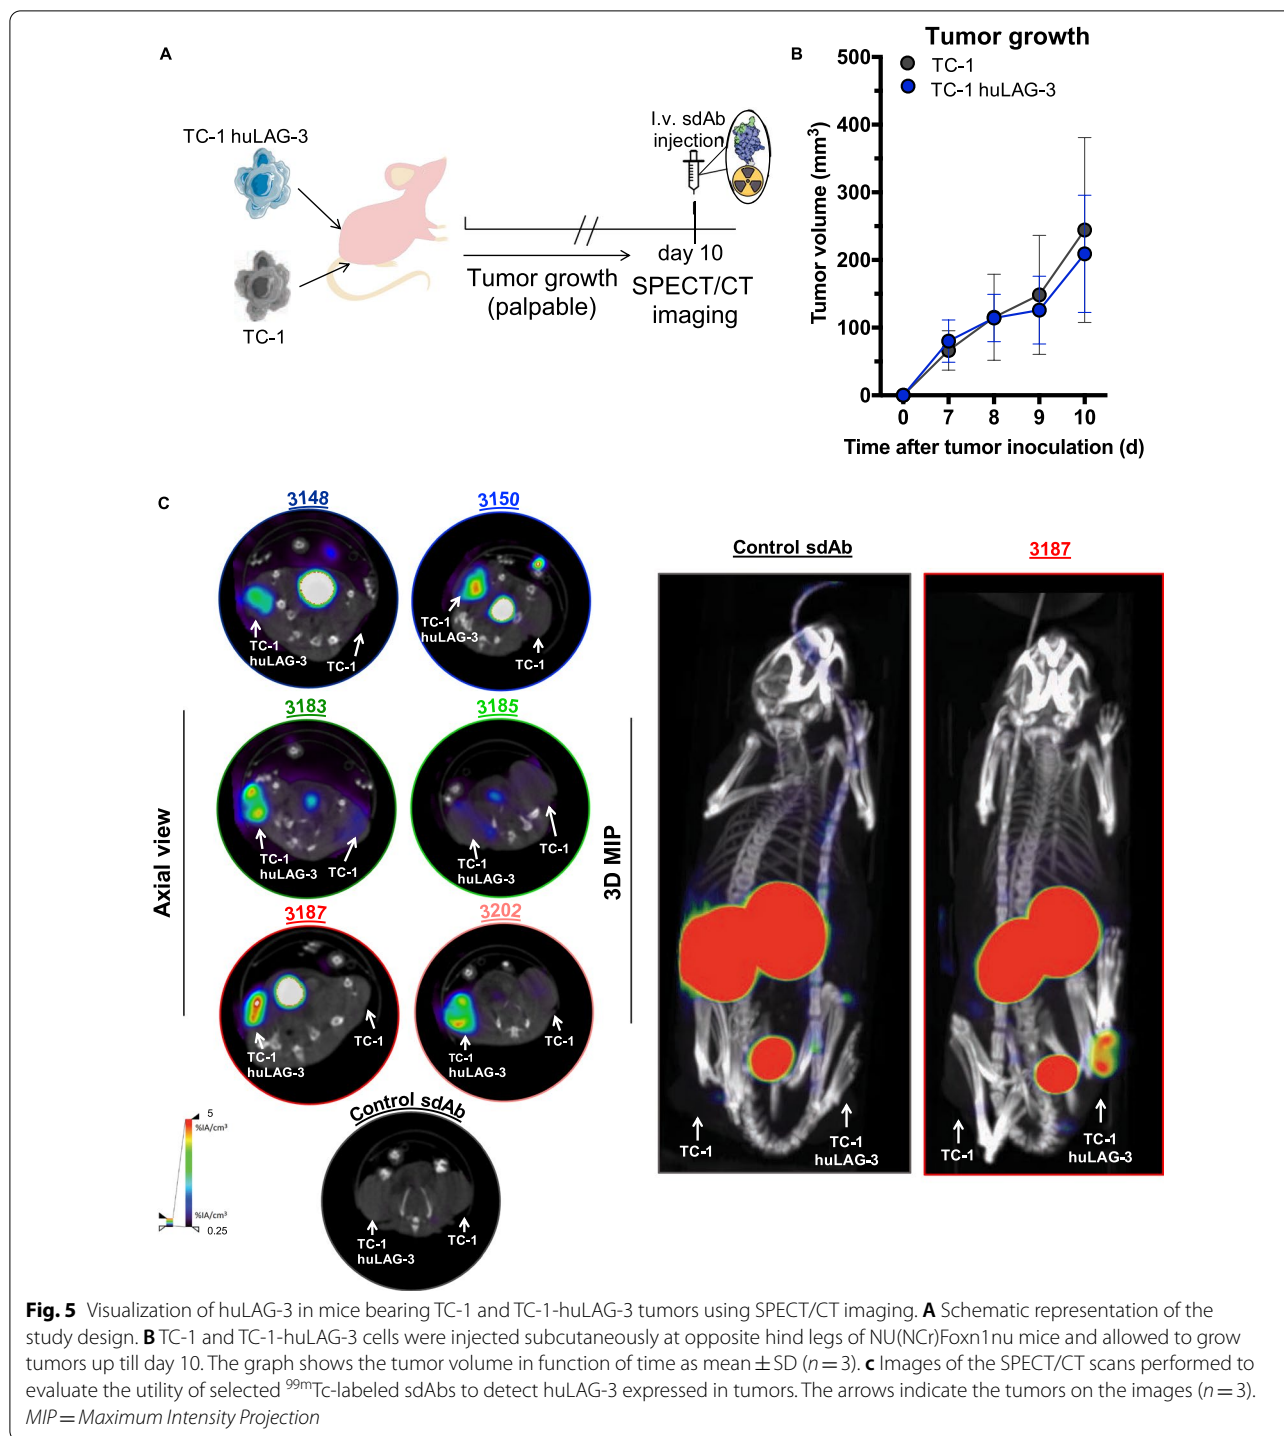 A
TC-1 huLAG-3
TC-1
I.v. sdAb
injection
Tumor growth
(palpable)
day 10
SPECT/CT
imaging
B
Tumor growth
TC-1
TC-1 huLAG-3
Tumor volume (mm³)
500
400
300
200
100
0
0 7 8 9 10
Time after tumor inoculation (d)
C
Axial view
3148
TC-1
huLAG-3
TC-1
3150
TC-1
huLAG-3
TC-1
3183
TC-1
huLAG-3
TC-1
3185
TC-1
huLAG-3
TC-1
3187
TC-1
huLAG-3
TC-1
3202
TC-1
huLAG-3
TC-1
Control sdAb
TC-1
huLAG-3
TC-1
5
%IA/cm³
%IA/cm³
0.25
3D MIP
Control sdAb
TC-1
TC-1
huLAG-3
3187
TC-1
TC-1
huLAG-3
Fig. 5 Visualization of huLAG-3 in mice bearing TC-1 and TC-1-huLAG-3 tumors using SPECT/CT imaging. A Schematic representation of the
study design. B TC-1 and TC-1-huLAG-3 cells were injected subcutaneously at opposite hind legs of NU(NCr)Foxn1nu mice and allowed to grow
tumors up till day 10. The graph shows the tumor volume in function of time as mean ± SD (n = 3). c Images of the SPECT/CT scans performed to
evaluate the utility of selected ⁹⁹ᵐTc-labeled sdAbs to detect huLAG-3 expressed in tumors. The arrows indicate the tumors on the images (n = 3).
MIP = Maximum Intensity Projection